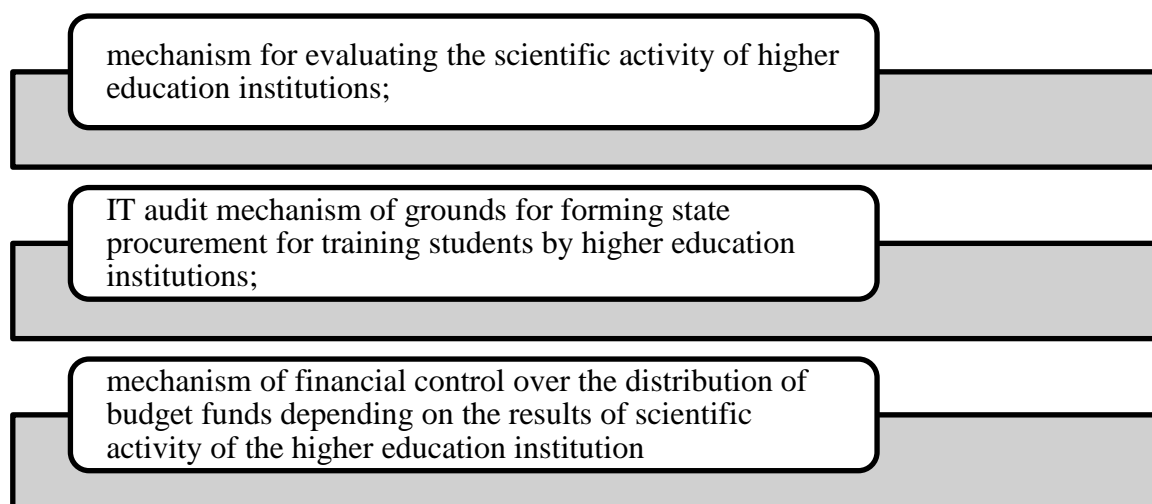 mechanism for evaluating the scientific activity of higher
education institutions;
IT audit mechanism of grounds for forming state
procurement for training students by higher education
institutions;
mechanism of financial control over the distribution of
budget funds depending on the results of scientific
activity of the higher education institution